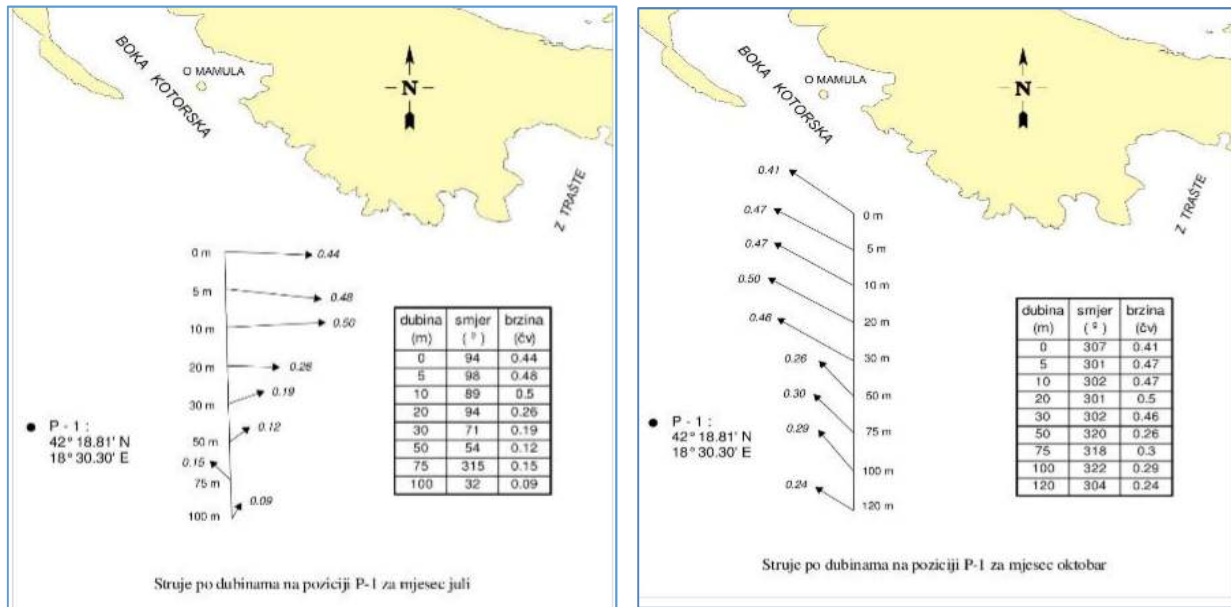 BOKA KOTORSKA
O MAMULA
N
Z TRAŠTE
0 m
0.44
5 m
0.48
10 m
0.50
20 m
0.26
30 m
0.19
50 m
0.12
75 m
0.15
100 m
0.09
P - 1 :
42° 18.81' N
18° 30.30' E
dubina (m) smjer ( º ) brzina (čv)
0 94 0.44
5 98 0.48
10 89 0.5
20 94 0.26
30 71 0.19
50 54 0.12
75 315 0.15
100 32 0.09
Struje po dubinama na poziciji P-1 za mjesec juli
BOKA KOTORSKA
O MAMULA
N
Z TRAŠTE
0.41
0 m
0.47
5 m
0.47
10 m
0.50
20 m
0.46
30 m
0.26
50 m
0.30
75 m
0.29
100 m
0.24
120 m
P - 1 :
42° 18.81' N
18° 30.30' E
dubina (m) smjer ( º ) brzina (čv)
0 307 0.41
5 301 0.47
10 302 0.47
20 301 0.5
30 302 0.46
50 320 0.26
75 318 0.3
100 322 0.29
120 304 0.24
Struje po dubinama na poziciji P-1 za mjesec oktobar